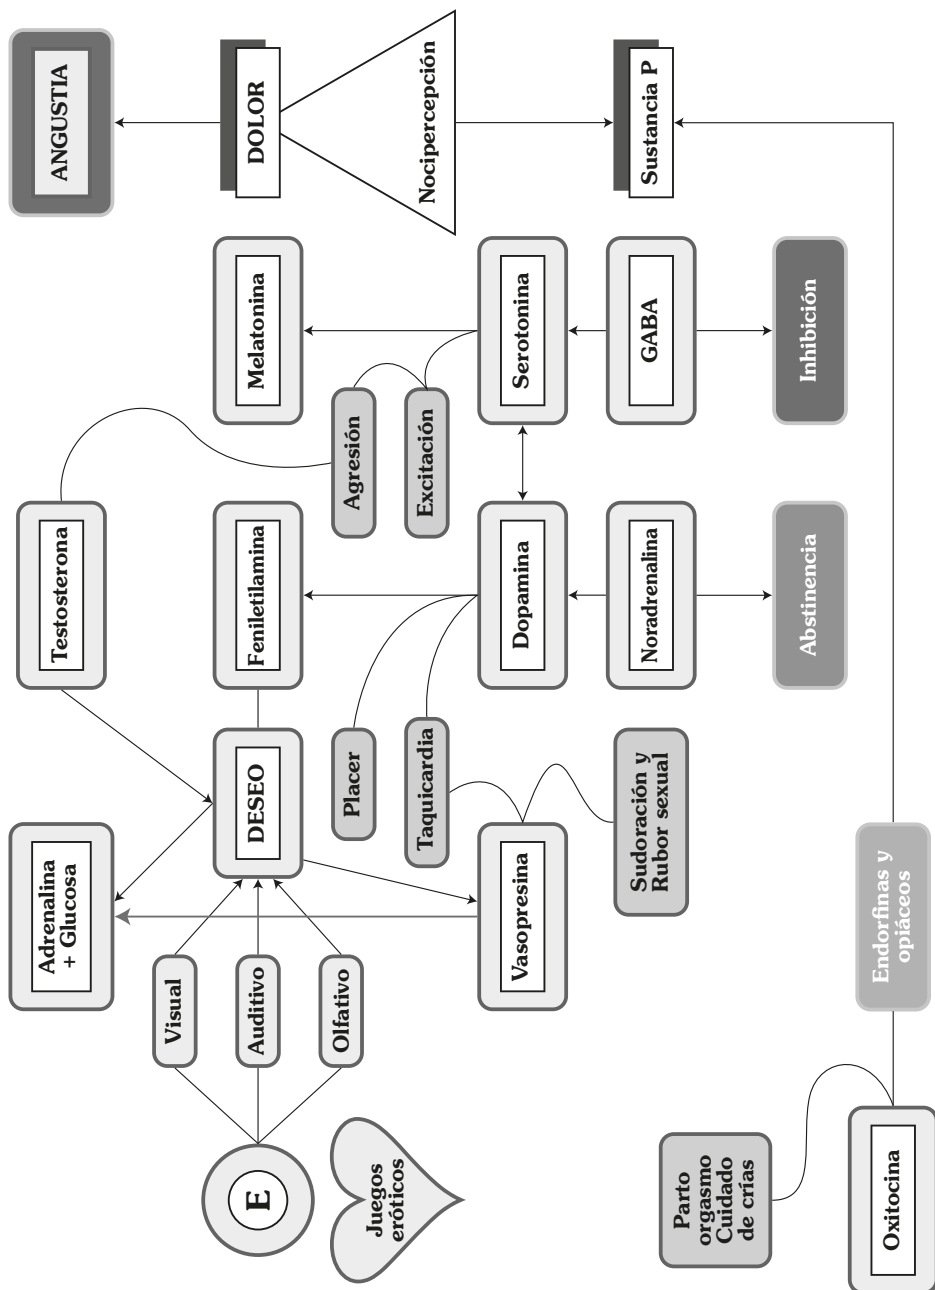 Adrenalina
+ Glucosa
Testosterona
ANGUSTIA
Visual
E
Auditivo
DESEO
Feniletilamina
Melatonina
DOLOR
Olfativo
Placer
Agresión
Juegos
eróticos
Taquicardia
Excitación
Nocipercepción
Vasopresina
Dopamina
Serotonina
Sudoración y
Rubor sexual
Noradrenalina
GABA
Sustancia P
Parto
orgasmo
Cuidado
de crías
Abstinencia
Inhibición
Endorfinas y
opiáceos
Oxitocina